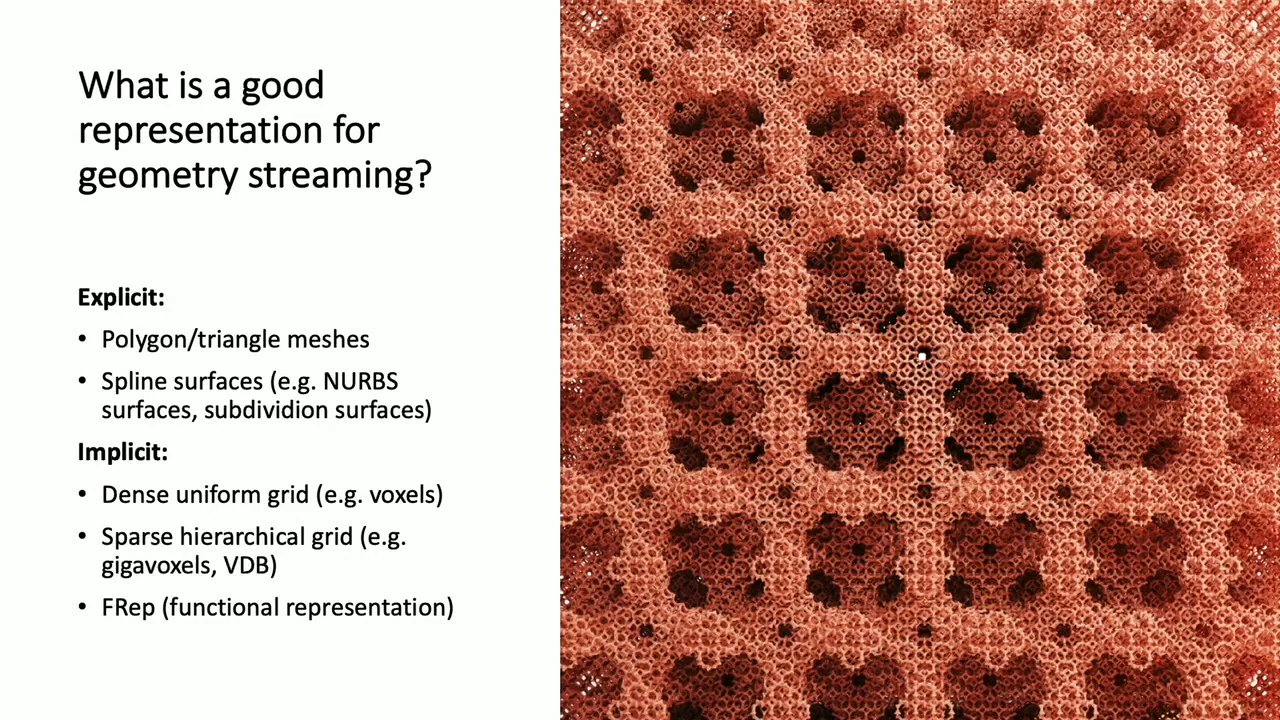 What is a good
representation for
geometry streaming?
Explicit:
• Polygon/triangle meshes
• Spline surfaces (e.g. NURBS
surfaces, subdividion surfaces)
Implicit:
• Dense uniform grid (e.g. voxels)
• Sparse hierarchical grid (e.g.
gigavoxels, VDB)
• FRep (functional representation)